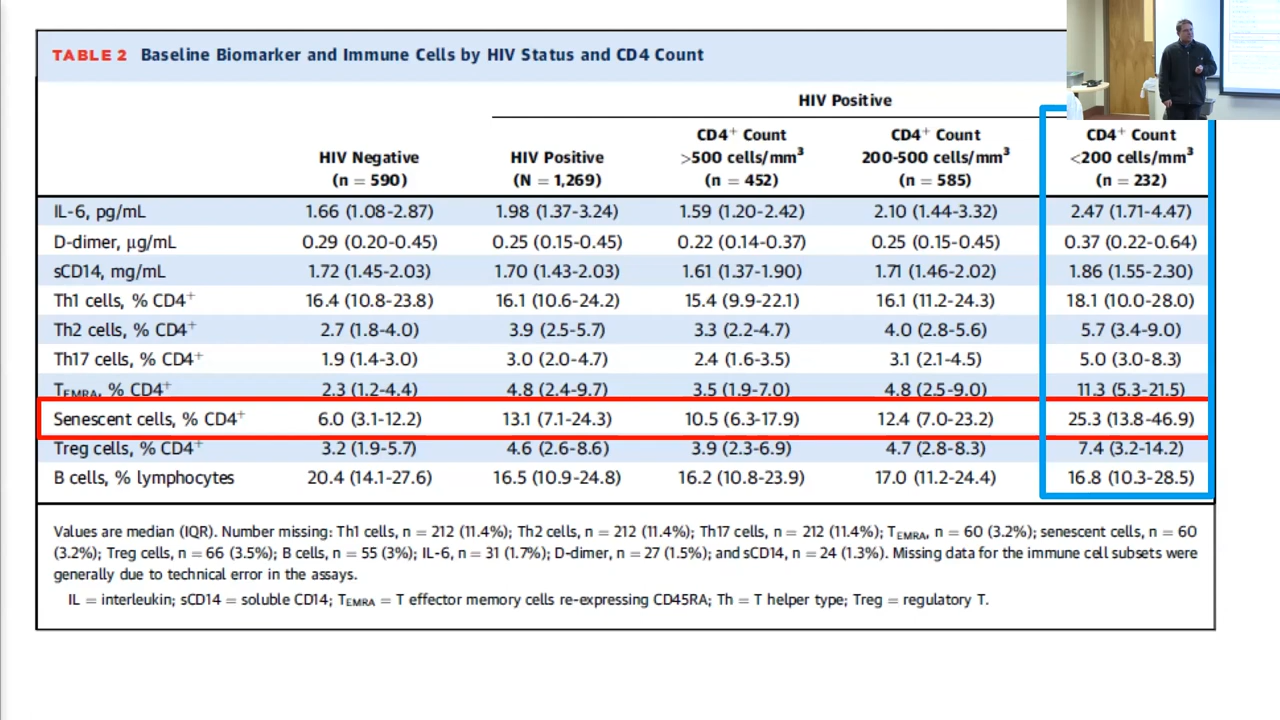 TABLE 2 Baseline Biomarker and Immune Cells by HIV Status and CD4 Count
HIV Positive
HIV Negative (n = 590) HIV Positive (N = 1,269) CD4+ Count >500 cells/mm³ (n = 452) CD4+ Count 200-500 cells/mm³ (n = 585) CD4+ Count <200 cells/mm³ (n = 232)
IL-6, pg/mL 1.66 (1.08-2.87) 1.98 (1.37-3.24) 1.59 (1.20-2.42) 2.10 (1.44-3.32) 2.47 (1.71-4.47)
D-dimer, μg/mL 0.29 (0.20-0.45) 0.25 (0.15-0.45) 0.22 (0.14-0.37) 0.25 (0.15-0.45) 0.37 (0.22-0.64)
sCD14, mg/mL 1.72 (1.45-2.03) 1.70 (1.43-2.03) 1.61 (1.37-1.90) 1.71 (1.46-2.02) 1.86 (1.55-2.30)
Th1 cells, % CD4+ 16.4 (10.8-23.8) 16.1 (10.6-24.2) 15.4 (9.9-22.1) 16.1 (11.2-24.3) 18.1 (10.0-28.0)
Th2 cells, % CD4+ 2.7 (1.8-4.0) 3.9 (2.5-5.7) 3.3 (2.2-4.7) 4.0 (2.8-5.6) 5.7 (3.4-9.0)
Th17 cells, % CD4+ 1.9 (1.4-3.0) 3.0 (2.0-4.7) 2.4 (1.6-3.5) 3.1 (2.1-4.5) 5.0 (3.0-8.3)
TEMRA, % CD4+ 2.3 (1.2-4.4) 4.8 (2.4-9.7) 3.5 (1.9-7.0) 4.8 (2.5-9.0) 11.3 (5.3-21.5)
Senescent cells, % CD4+ 6.0 (3.1-12.2) 13.1 (7.1-24.3) 10.5 (6.3-17.9) 12.4 (7.0-23.2) 25.3 (13.8-46.9)
Treg cells, % CD4+ 3.2 (1.9-5.7) 4.6 (2.6-8.6) 3.9 (2.3-6.9) 4.7 (2.8-8.3) 7.4 (3.2-14.2)
B cells, % lymphocytes 20.4 (14.1-27.6) 16.5 (10.9-24.8) 16.2 (10.8-23.9) 17.0 (11.2-24.4) 16.8 (10.3-28.5)
Values are median (IQR). Number missing: Th1 cells, n = 212 (11.4%); Th2 cells, n = 212 (11.4%); Th17 cells, n = 212 (11.4%); TEMRA, n = 60 (3.2%); senescent cells, n = 60
(3.2%); Treg cells, n = 66 (3.5%); B cells, n = 55 (3%); IL-6, n = 31 (1.7%); D-dimer, n = 27 (1.5%); and sCD14, n = 24 (1.3%). Missing data for the immune cell subsets were
generally due to technical error in the assays.
IL = interleukin; sCD14 = soluble CD14; TEMRA = T effector memory cells re-expressing CD45RA; Th = T helper type; Treg = regulatory T.